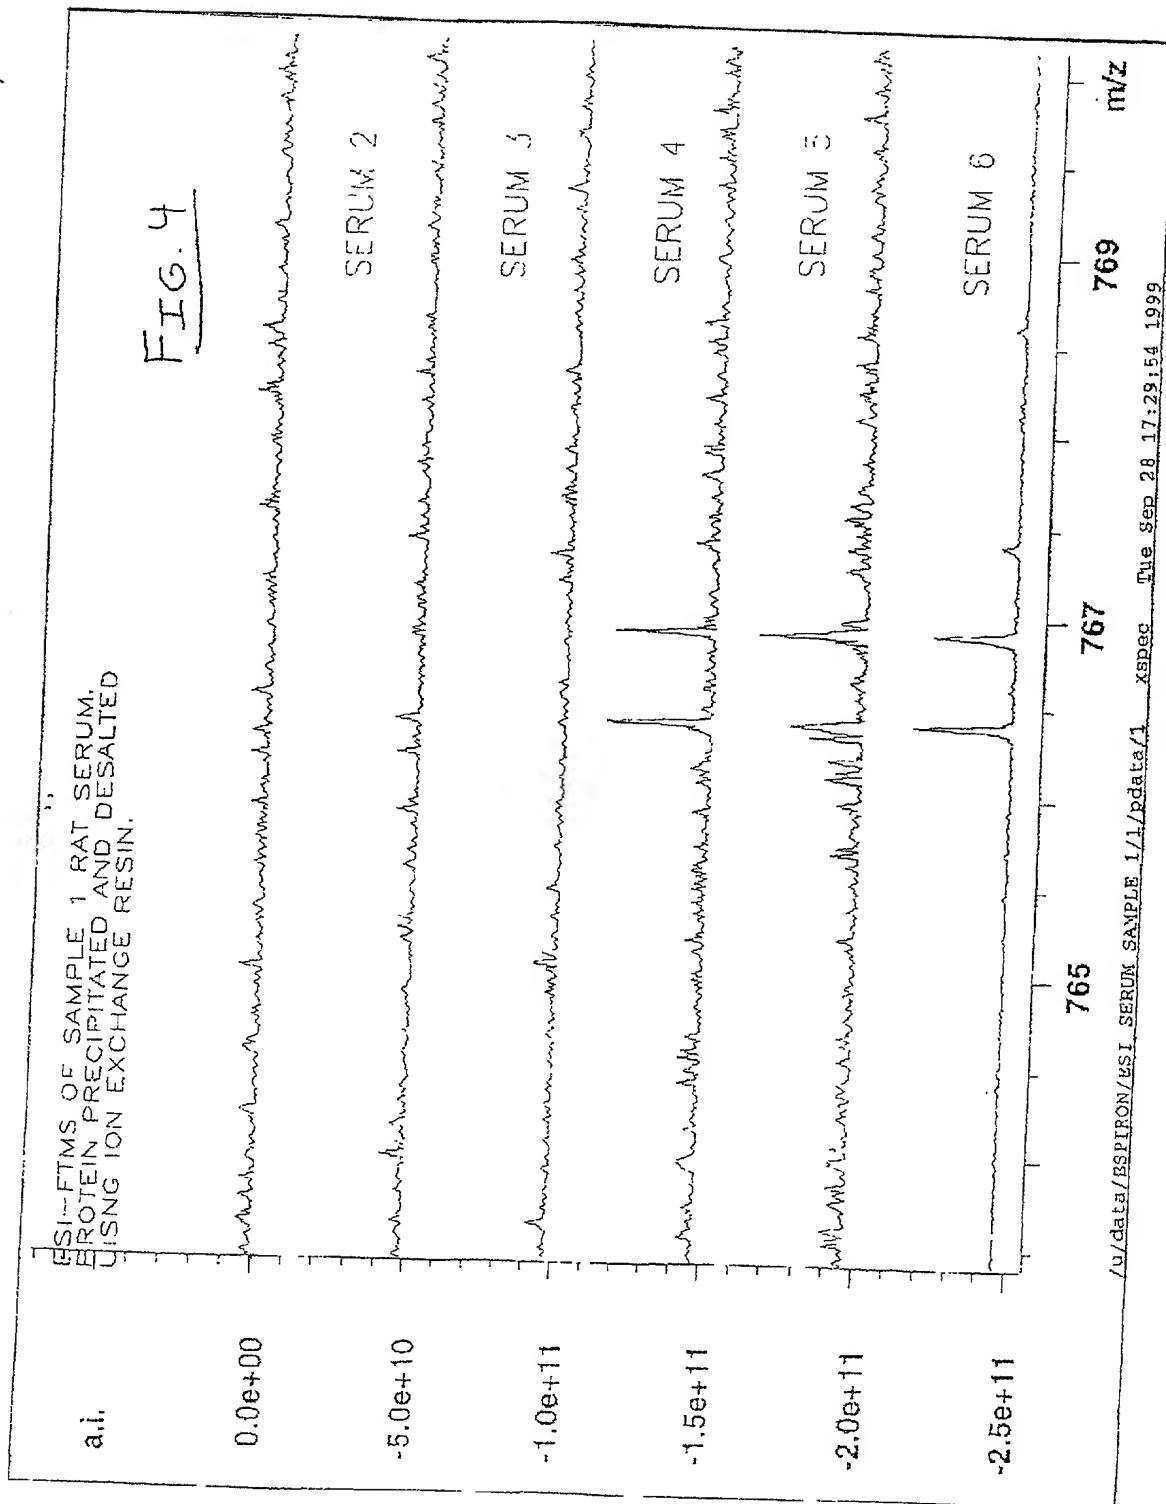 FIG. 4
ESI--FTMS OF SAMPLE 1 RAT SERUM.
PROTEIN PRECIPITATED AND DESALTED
UISNG ION EXCHANGE RESIN.
a.i.
0.0e+00
-5.0e+10
-1.0e+11
-1.5e+11
-2.0e+11
-2.5e+11
SERUM 2
SERUM 3
SERUM 4
SERUM 5
SERUM 6
765
767
769
m/z
/u/data/BSPIRON/ESI SERUM SAMPLE 1/1/pdata/1 xspec Tue Sep 28 17:29:54 1999